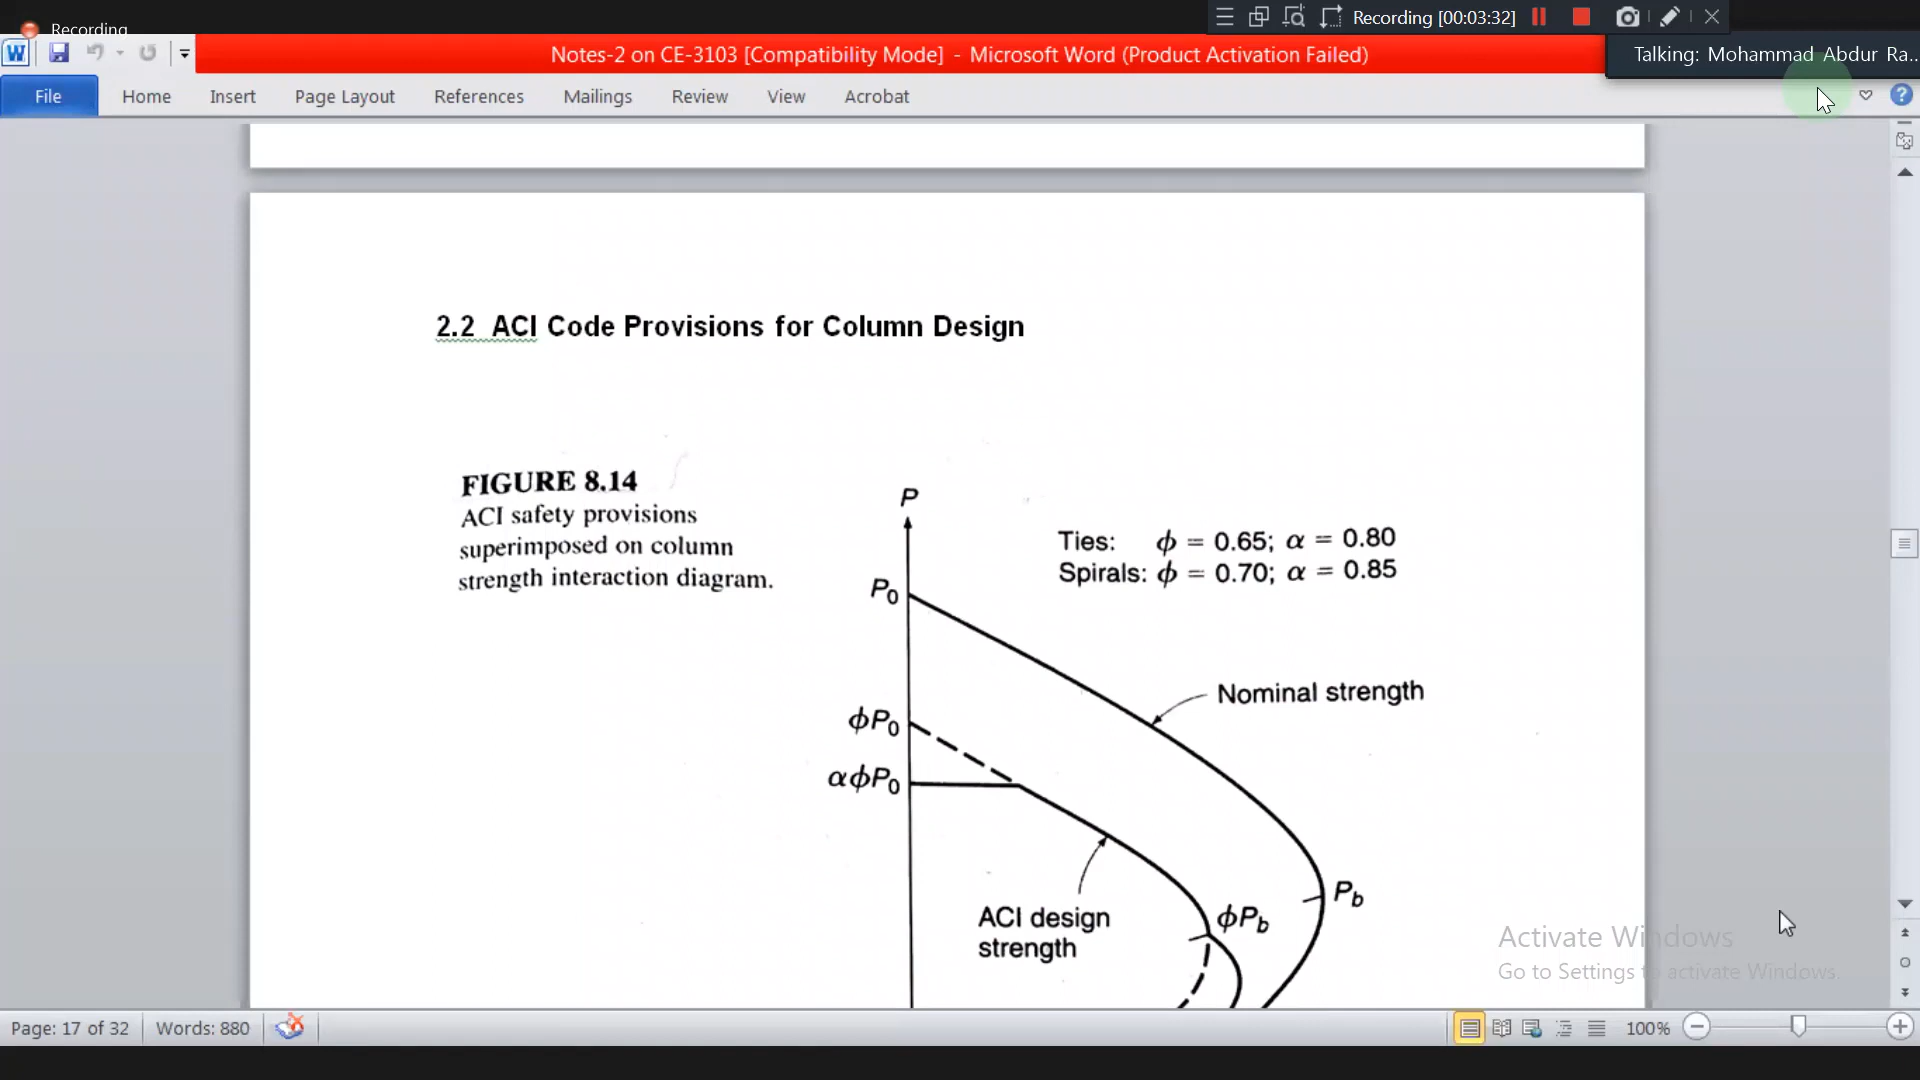 Recording
Recording [00:03:32]
Notes-2 on CE-3103 [Compatibility Mode] - Microsoft Word (Product Activation Failed)
Talking: Mohammad Abdur Ra...
File Home Insert Page Layout References Mailings Review View Acrobat
2.2 ACI Code Provisions for Column Design
FIGURE 8.14
ACI safety provisions
superimposed on column
strength interaction diagram.
P
Ties: ϕ = 0.65; α = 0.80
Spirals: ϕ = 0.70; α = 0.85
P₀
Nominal strength
ϕP₀
αϕP₀
P_b
ACI design
strength
ϕP_b
Activate Windows
Go to Settings to activate Windows.
Page: 17 of 32 Words: 880 100%